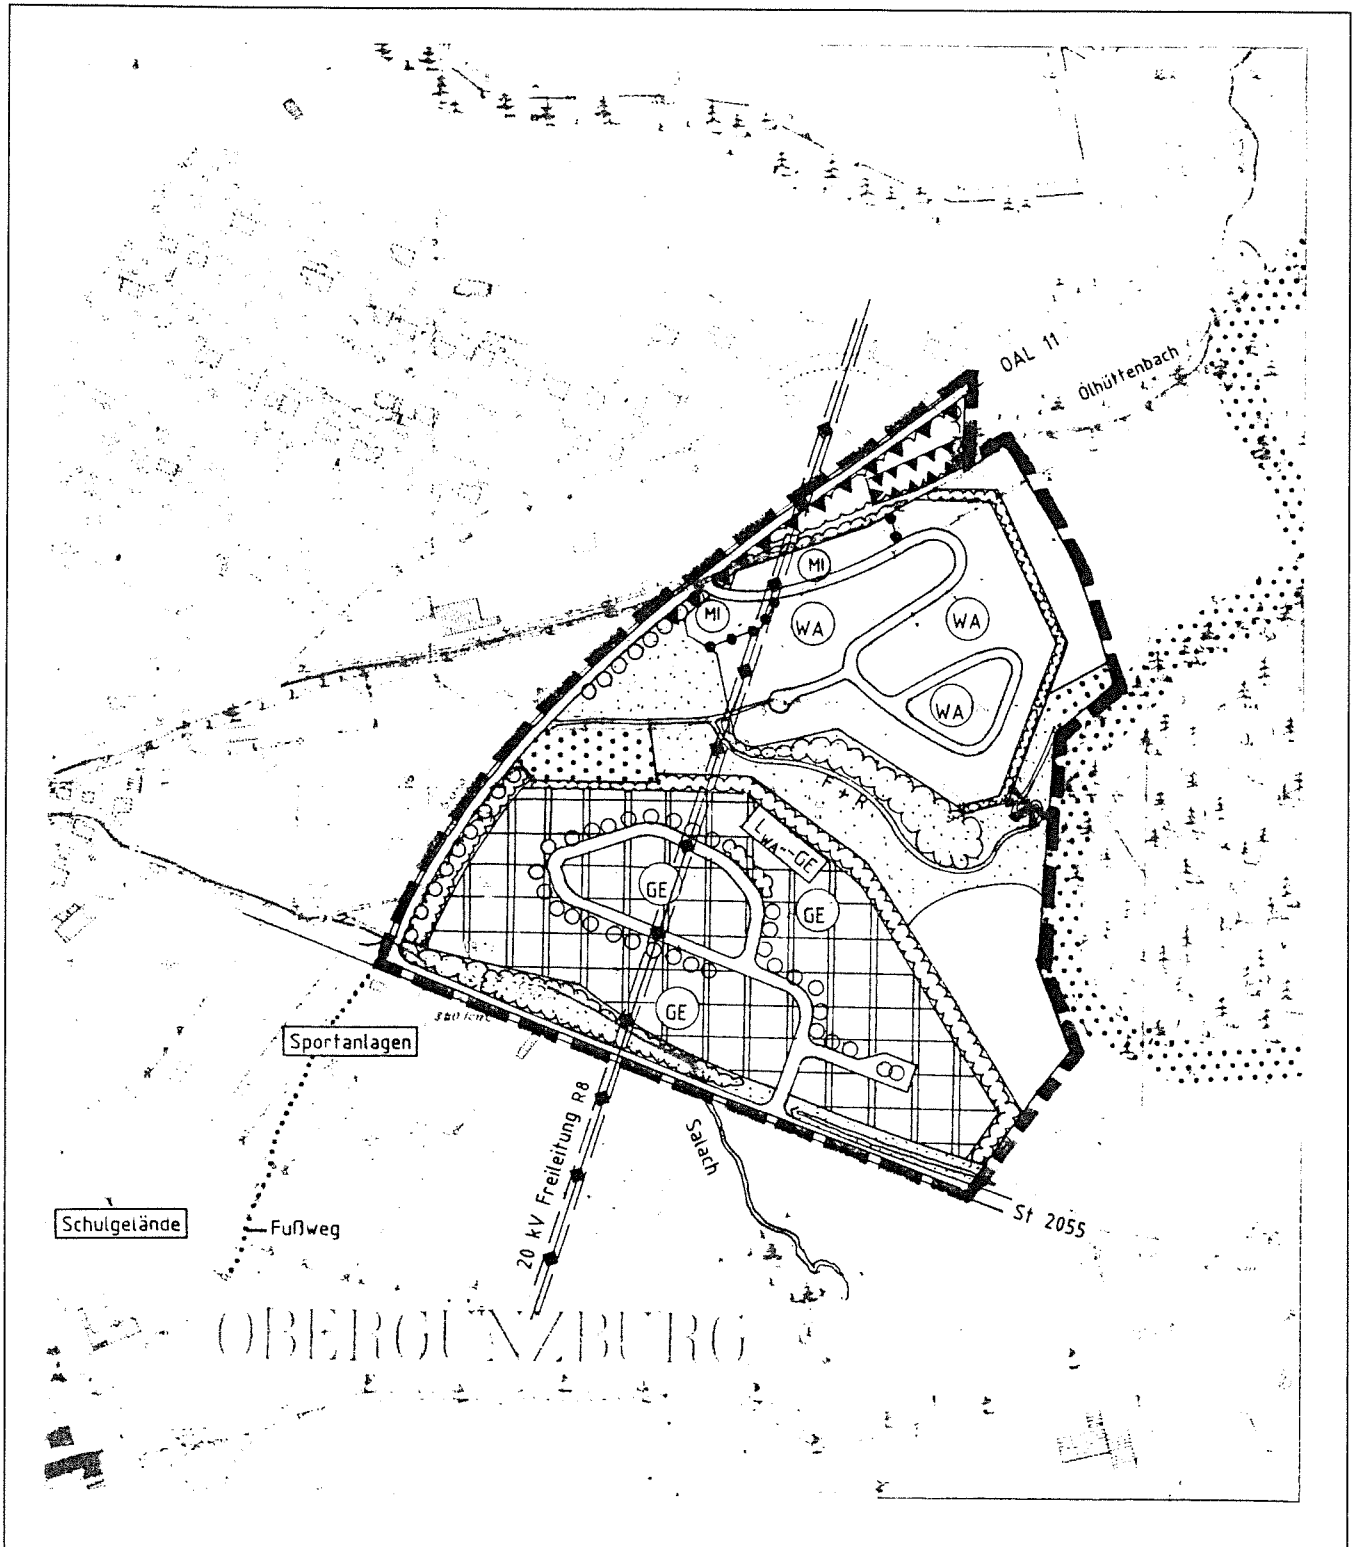 OAL 11
Ölhüttenbach
MI
MI
WA
WA
WA
F + R
LWA--GE
GE
GE
GE
Sportanlagen
20 kV Freileitung R8
Salach
Schulgelände
Fußweg
St 2055
OBERGÜNZBURG